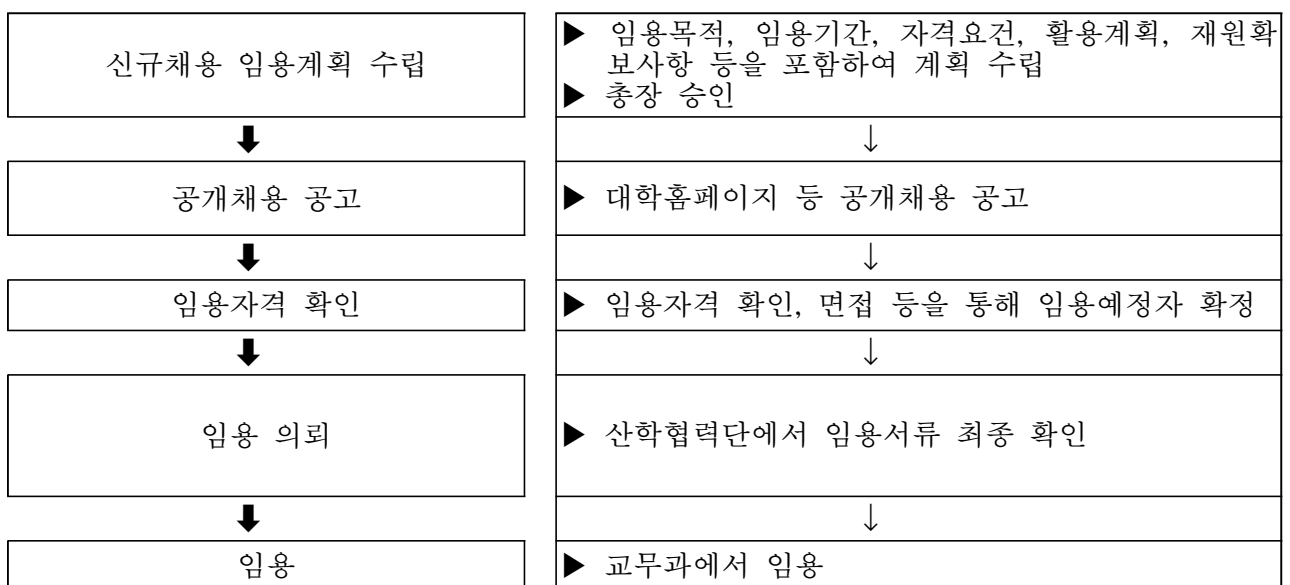 신규채용 임용계획 수립
▶ 임용목적, 임용기간, 자격요건, 활용계획, 재원확
보사항 등을 포함하여 계획 수립
▶ 총장 승인
⬇ ↓
공개채용 공고
▶ 대학홈페이지 등 공개채용 공고
⬇ ↓
임용자격 확인
▶ 임용자격 확인, 면접 등을 통해 임용예정자 확정
⬇ ↓
임용 의뢰
▶ 산학협력단에서 임용서류 최종 확인
⬇ ↓
임용
▶ 교무과에서 임용